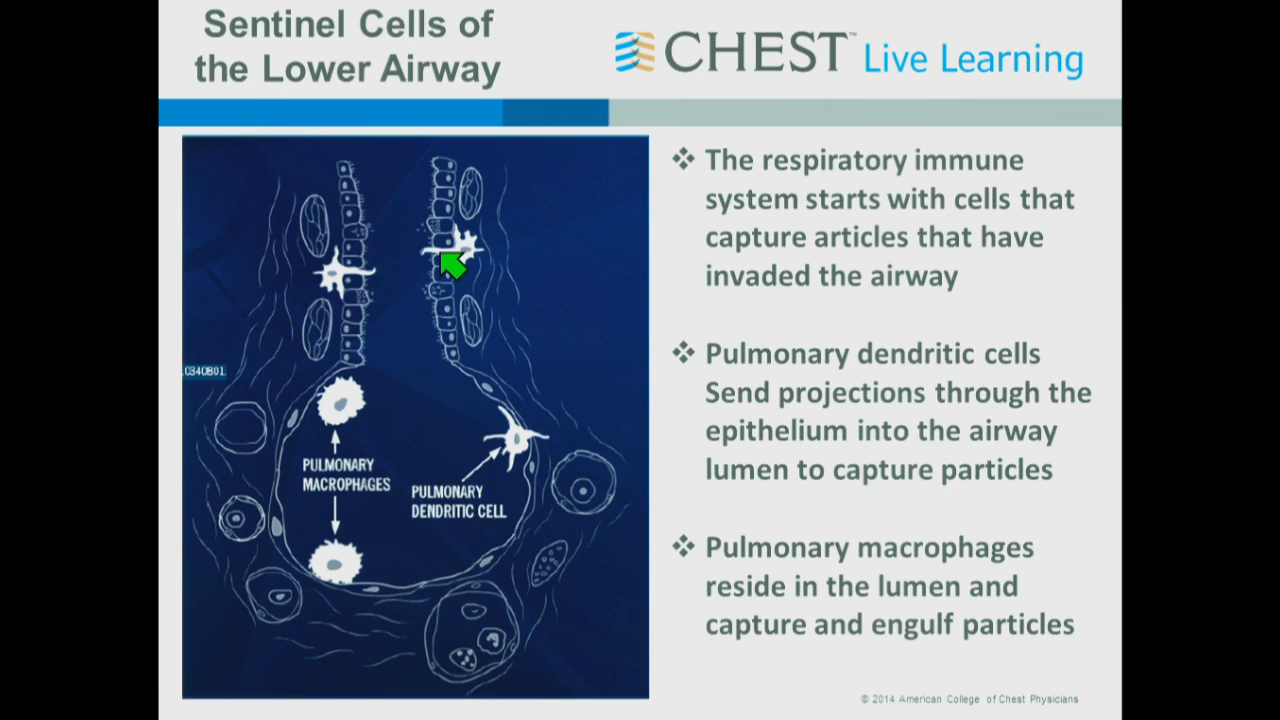 Sentinel Cells of
the Lower Airway
CHEST™ Live Learning
❖ The respiratory immune
system starts with cells that
capture articles that have
invaded the airway
❖ Pulmonary dendritic cells
Send projections through the
epithelium into the airway
lumen to capture particles
❖ Pulmonary macrophages
reside in the lumen and
capture and engulf particles
0340801.
PULMONARY
MACROPHAGES
PULMONARY
DENDRITIC CELL
© 2014 American College of Chest Physicians